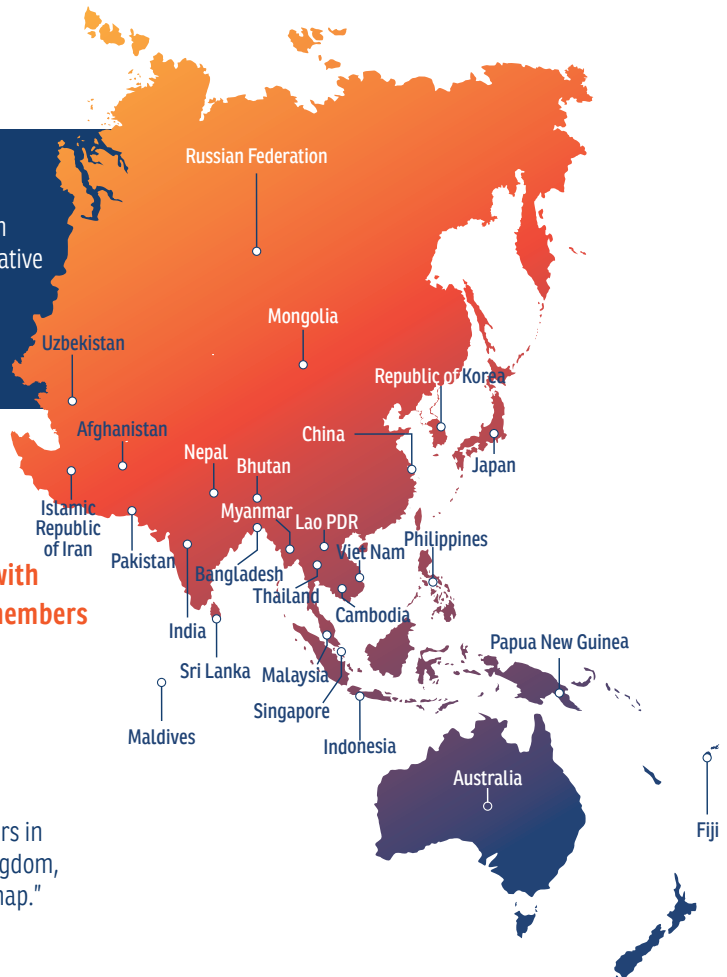 Russian Federation
ative
Mongolia
Uzbekistan
Republic of Korea
Afghanistan
China
Nepal
Bhutan
Japan
Islamic
Republic
of Iran
Myanmar
Lao PDR
Pakistan
Viet Nam
Philippines
Bangladesh
Thailand
with
Cambodia
members
India
Papua New Guinea
Sri Lanka
Malaysia
Singapore
Maldives
Indonesia
Australia
rs in
Fiji
gdom,
map."